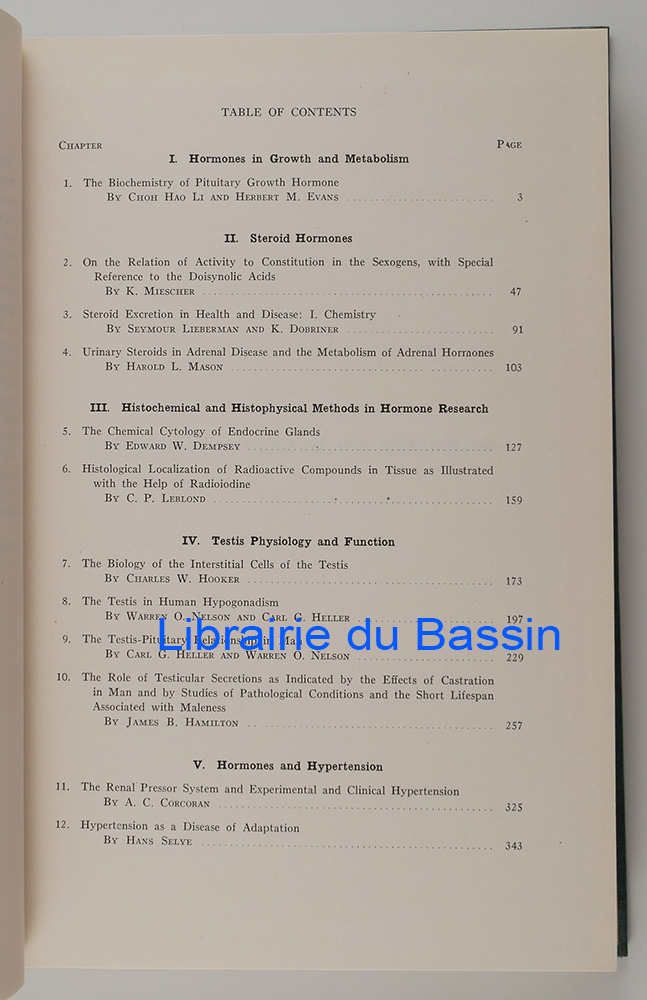 TABLE OF CONTENTS
CHAPTER PAGE
I. Hormones in Growth and Metabolism
1. The Biochemistry of Pituitary Growth Hormone
BY CHOH HAO LI AND HERBERT M. EVANS 3
II. Steroid Hormones
2. On the Relation of Activity to Constitution in the Sexogens, with Special
Reference to the Doisynolic Acids
BY K. MIESCHER 47
3. Steroid Excretion in Health and Disease: I. Chemistry
BY SEYMOUR LIEBERMAN AND K. DOBRINER 91
4. Urinary Steroids in Adrenal Disease and the Metabolism of Adrenal Hormones
BY HAROLD L. MASON 103
III. Histochemical and Histophysical Methods in Hormone Research
5. The Chemical Cytology of Endocrine Glands
BY EDWARD W. DEMPSEY 127
6. Histological Localization of Radioactive Compounds in Tissue as Illustrated
with the Help of Radioiodine
BY C. P. LEBLOND 159
IV. Testis Physiology and Function
7. The Biology of the Interstitial Cells of the Testis
BY CHARLES W. HOOKER 173
8. The Testis in Human Hypogonadism
BY WARREN O. NELSON AND CARL G. HELLER 197
Librairie du Bassin
9. The Testis-Pituitary Relationship in Man
BY CARL G. HELLER AND WARREN O. NELSON 229
10. The Role of Testicular Secretions as Indicated by the Effects of Castration
in Man and by Studies of Pathological Conditions and the Short Lifespan
Associated with Maleness
BY JAMES B. HAMILTON 257
V. Hormones and Hypertension
11. The Renal Pressor System and Experimental and Clinical Hypertension
BY A. C. CORCORAN 325
12. Hypertension as a Disease of Adaptation
BY HANS SELYE 343